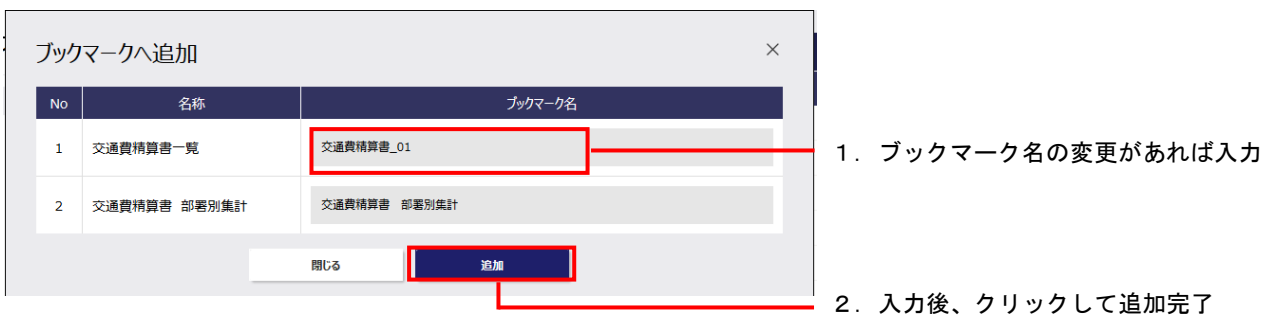 ブックマークへ追加
No 名称 ブックマーク名
1 交通費精算書一覧 交通費精算書_01
1. ブックマーク名の変更があれば入力
2 交通費精算書 部署別集計 交通費精算書 部署別集計
閉じる 追加
2. 入力後、クリックして追加完了